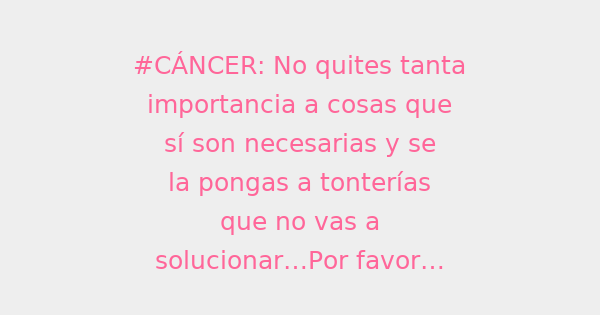 #CÁNCER: No quites tanta
importancia a cosas que
sí son necesarias y se
la pongas a tonterías
que no vas a
solucionar...Por favor...